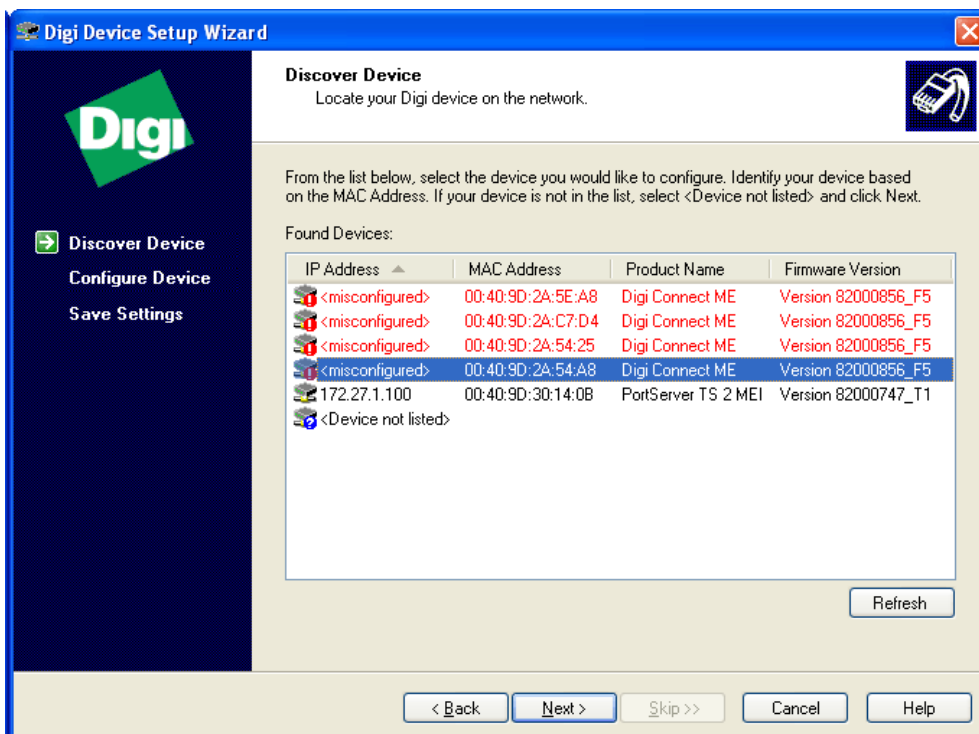 Digi Device Setup Wizard
Digi
Discover Device
Configure Device
Save Settings
Discover Device
Locate your Digi device on the network.
From the list below, select the device you would like to configure. Identify your device based
on the MAC Address. If your device is not in the list, select <Device not listed> and click Next.
Found Devices:
IP Address MAC Address Product Name Firmware Version
<misconfigured> 00:40:9D:2A:5E:A8 Digi Connect ME Version 82000856_F5
<misconfigured> 00:40:9D:2A:C7:D4 Digi Connect ME Version 82000856_F5
<misconfigured> 00:40:9D:2A:54:25 Digi Connect ME Version 82000856_F5
<misconfigured> 00:40:9D:2A:54:A8 Digi Connect ME Version 82000856_F5
172.27.1.100 00:40:9D:30:14:0B PortServer TS 2 MEI Version 82000747_T1
<Device not listed>
Refresh
< Back Next > Skip >> Cancel Help